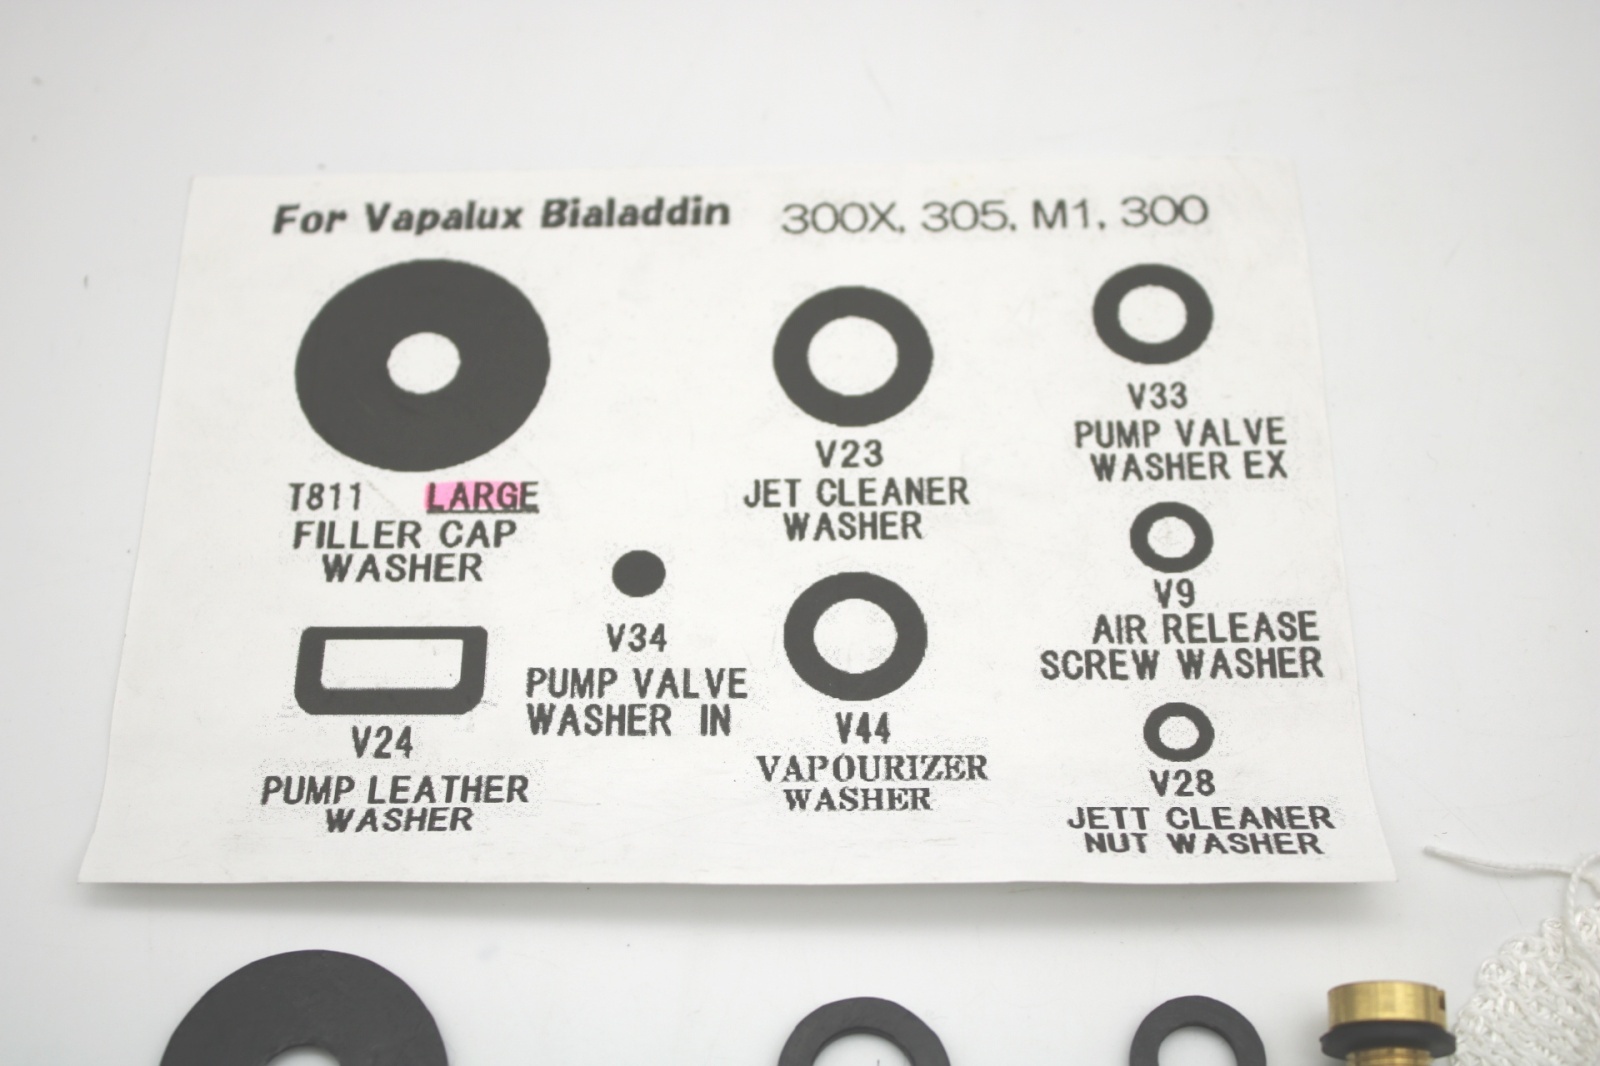 For Vapalux Bialaddin 300X, 305, M1, 300
T811 LARGE
FILLER CAP
WASHER
V24
PUMP LEATHER
WASHER
V34
PUMP VALVE
WASHER IN
V23
JET CLEANER
WASHER
V44
VAPOURIZER
WASHER
V33
PUMP VALVE
WASHER EX
V9
AIR RELEASE
SCREW WASHER
V28
JETT CLEANER
NUT WASHER